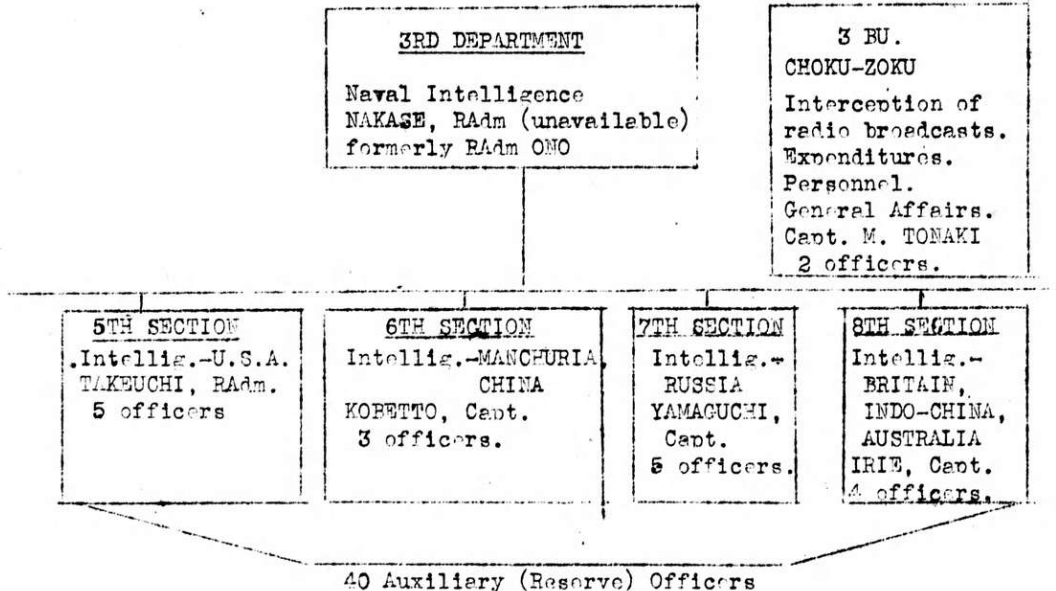 3RD DEPARTMENT
Naval Intelligence
NAKASE, RAdm (unavailable)
formerly RAdm ONO
3 BU.
CHOKU-ZOKU
Interception of
radio broadcasts.
Expenditures.
Personnel.
General Affairs.
Capt. M. TONAKI
2 officers.
5TH SECTION
.Intellig.-U.S.A.
TAKEUCHI, RAdm.
5 officers
6TH SECTION
Intellig.-MANCHURIA,
CHINA
KOBETTO, Capt.
3 officers.
7TH SECTION
Intellig.-
RUSSIA
YAMAGUCHI,
Capt.
5 officers.
8TH SECTION
Intellig.-
BRITAIN,
INDO-CHINA,
AUSTRALIA
IRIE, Capt.
4 officers.
40 Auxiliary (Reserve) Officers